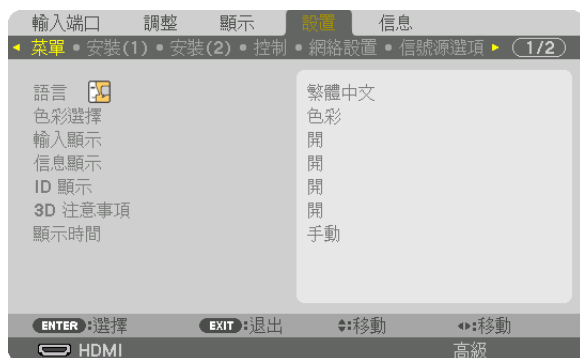 輸入端口 調整 顯示 設置 信息
◂ 菜單 • 安裝(1) • 安裝(2) • 控制 • 網絡設置 • 信號源選項 ▸ 1/2
語言 繁體中文
色彩選擇 色彩
輸入顯示 開
信息顯示 開
ID 顯示 開
3D 注意事項 開
顯示時間 手動
ENTER:選擇 EXIT:退出 ♦:移動 ◂▸:移動
HDMI 高級